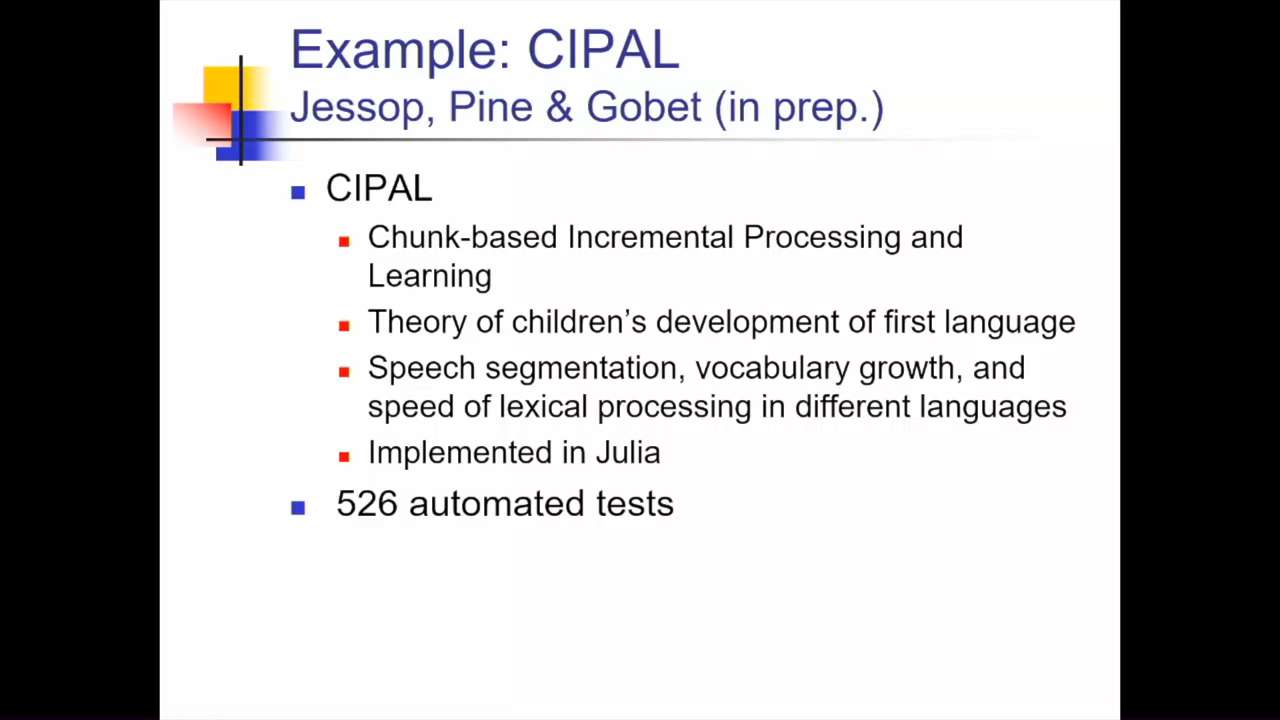 Example: CIPAL
Jessop, Pine & Gobet (in prep.)
CIPAL
Chunk-based Incremental Processing and
Learning
Theory of children’s development of first language
Speech segmentation, vocabulary growth, and
speed of lexical processing in different languages
Implemented in Julia
526 automated tests